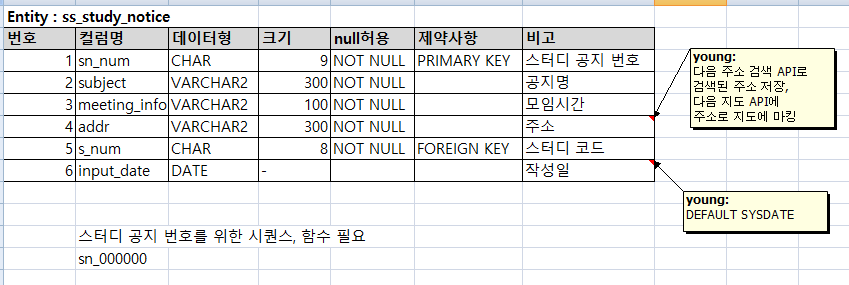 Entity : ss_study_notice
번호 컬럼명 데이터형 크기 null허용 제약사항 비고
1 sn_num CHAR 9 NOT NULL PRIMARY KEY 스터디 공지 번호
2 subject VARCHAR2 300 NOT NULL 공지명
3 meeting_info VARCHAR2 100 NOT NULL 모임시간
4 addr VARCHAR2 300 NOT NULL 주소
5 s_num CHAR 8 NOT NULL FOREIGN KEY 스터디 코드
6 input_date DATE - 작성일
young:
다음 주소 검색 API로
검색된 주소 저장,
다음 지도 API에
주소로 지도에 마킹
young:
DEFAULT SYSDATE
스터디 공지 번호를 위한 시퀀스, 함수 필요
sn_000000